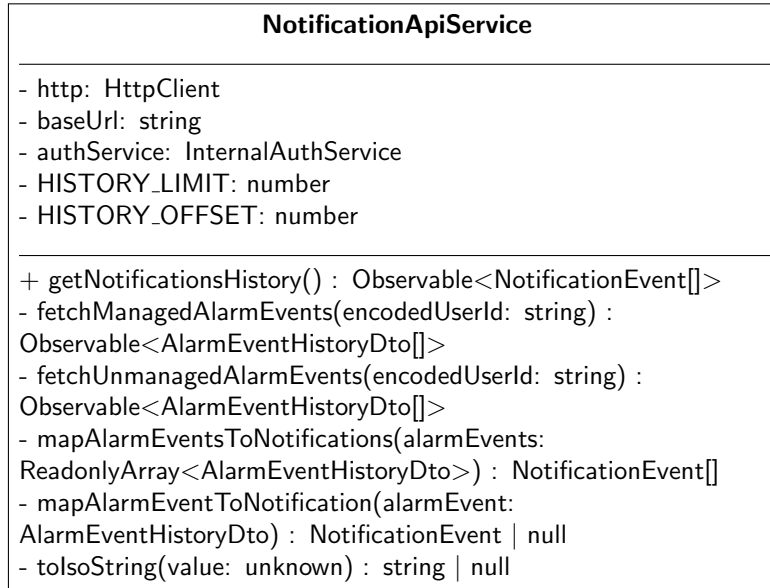 NotificationApiService
- http: HttpClient
- baseUrl: string
- authService: InternalAuthService
- HISTORY_LIMIT: number
- HISTORY_OFFSET: number
+ getNotificationsHistory() : Observable<NotificationEvent[]>
- fetchManagedAlarmEvents(encodedUserId: string) :
Observable<AlarmEventHistoryDto[]>
- fetchUnmanagedAlarmEvents(encodedUserId: string) :
Observable<AlarmEventHistoryDto[]>
- mapAlarmEventsToNotifications(alarmEvents:
ReadonlyArray<AlarmEventHistoryDto>) : NotificationEvent[]
- mapAlarmEventToNotification(alarmEvent:
AlarmEventHistoryDto) : NotificationEvent | null
- toIsoString(value: unknown) : string | null